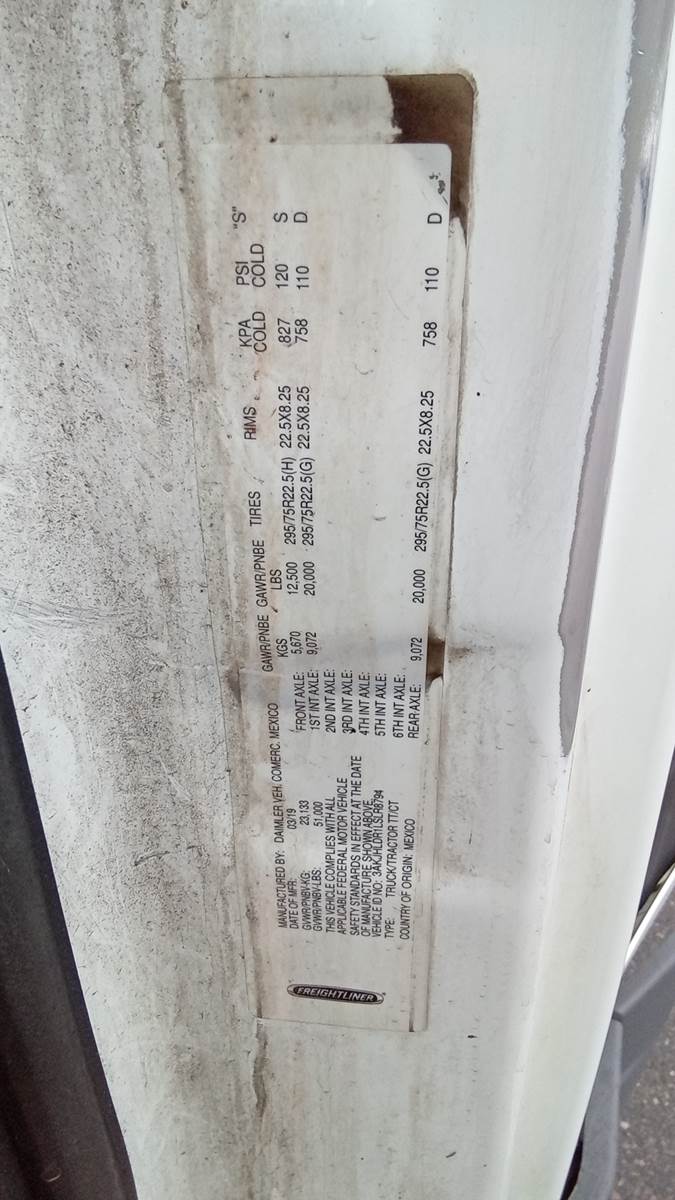 FREIGHTLINER
MANUFACTURED BY: DAIMLER VEH. COMERC. MEXICO
DATE OF MFR: 03/19
GVWR/PNBV-KG: 23,133
GVWR/PNBV-LBS: 51,000
THIS VEHICLE COMPLIES WITH ALL
APPLICABLE FEDERAL MOTOR VEHICLE
SAFETY STANDARDS IN EFFECT AT THE DATE
OF MANUFACTURE SHOWN ABOVE.
VEHICLE ID NO.:
TYPE: TRUCK/TRACTOR TT/CT
COUNTRY OF ORIGIN: MEXICO
GAWR/PNBE GAWR/PNBE TIRES RIMS KPA PSI "S"
KGS LBS COLD COLD
FRONT AXLE: 5,670 12,500 295/75R22.5(H) 22.5X8.25 827 120 S
1ST INT AXLE: 9,072 20,000 295/75R22.5(G) 22.5X8.25 758 110 D
2ND INT AXLE:
3RD INT AXLE:
4TH INT AXLE:
5TH INT AXLE:
6TH INT AXLE:
REAR AXLE: 9,072 20,000 295/75R22.5(G) 22.5X8.25 758 110 D